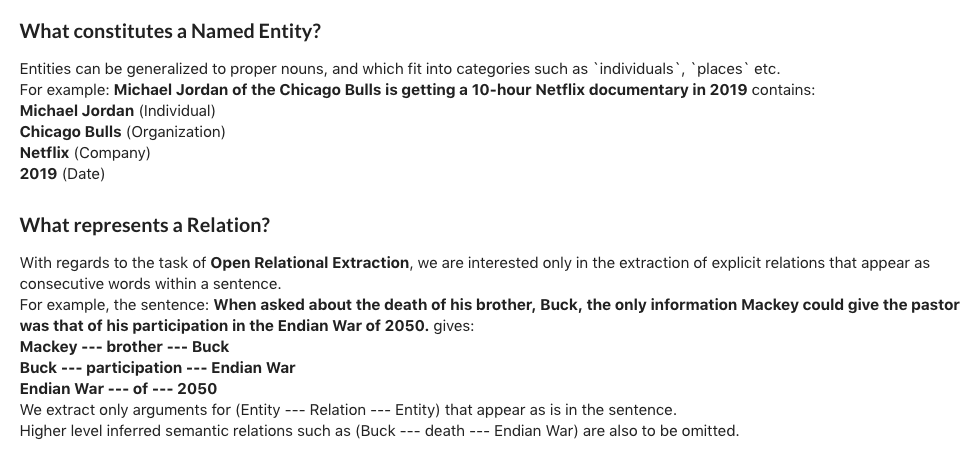 What constitutes a Named Entity?
Entities can be generalized to proper nouns, and which fit into categories such as `individuals`, `places` etc.
For example: Michael Jordan of the Chicago Bulls is getting a 10-hour Netflix documentary in 2019 contains:
Michael Jordan (Individual)
Chicago Bulls (Organization)
Netflix (Company)
2019 (Date)
What represents a Relation?
With regards to the task of Open Relational Extraction, we are interested only in the extraction of explicit relations that appear as
consecutive words within a sentence.
For example, the sentence: When asked about the death of his brother, Buck, the only information Mackey could give the pastor
was that of his participation in the Endian War of 2050. gives:
Mackey --- brother --- Buck
Buck --- participation --- Endian War
Endian War --- of --- 2050
We extract only arguments for (Entity --- Relation --- Entity) that appear as is in the sentence.
Higher level inferred semantic relations such as (Buck --- death --- Endian War) are also to be omitted.